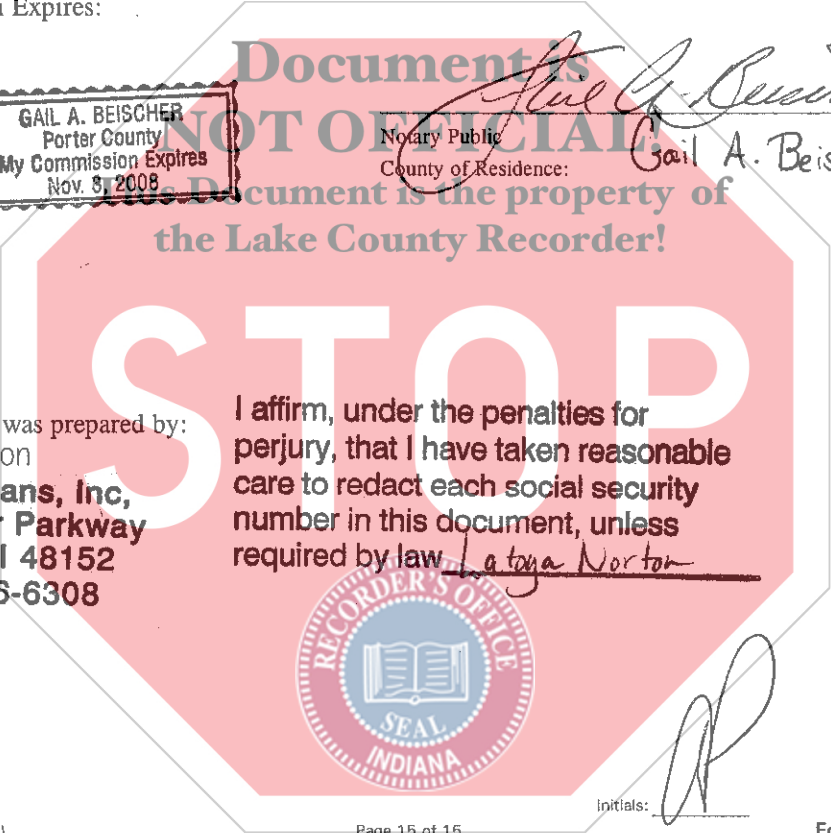 Expires:
Document is
NOT OFFICIAL!
This Document is the property of
the Lake County Recorder!
GAIL A. BEISCHER
Porter County
My Commission Expires
Nov. 3, 2008
Notary Public
County of Residence:
Gail A. Beis
STOP
was prepared by:
on
ans, Inc,
Parkway
48152
6-6308
I affirm, under the penalties for
perjury, that I have taken reasonable
care to redact each social security
number in this document, unless
required by law Latoya Norton
RECORDER'S OFFICE
SEAL
INDIANA
Initials:
Page 15 of 15
Fo